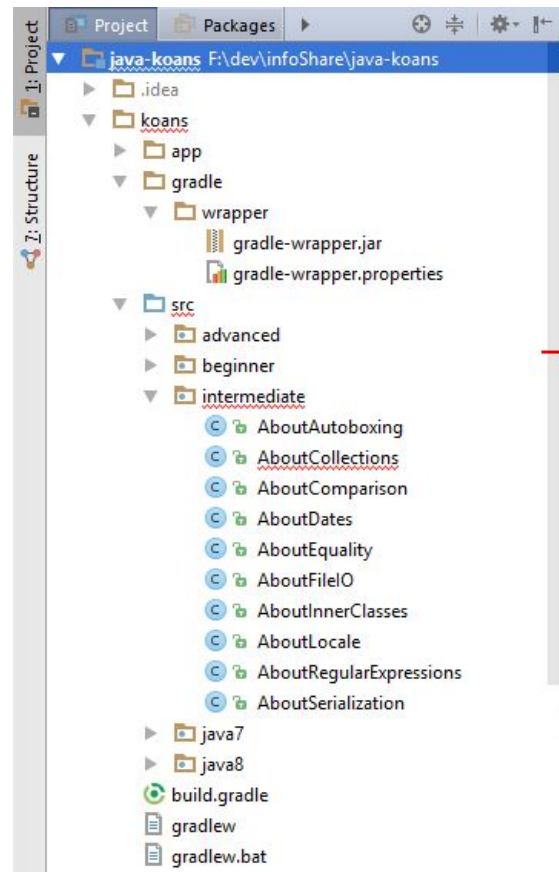 Project Packages
1: Project
7: Structure
java-koans F:\dev\infoShare\java-koans
.idea
koans
app
gradle
wrapper
gradle-wrapper.jar
gradle-wrapper.properties
src
advanced
beginner
intermediate
C AboutAutoboxing
C AboutCollections
C AboutComparison
C AboutDates
C AboutEquality
C AboutFileIO
C AboutInnerClasses
C AboutLocale
C AboutRegularExpressions
C AboutSerialization
java7
java8
build.gradle
gradlew
gradlew.bat